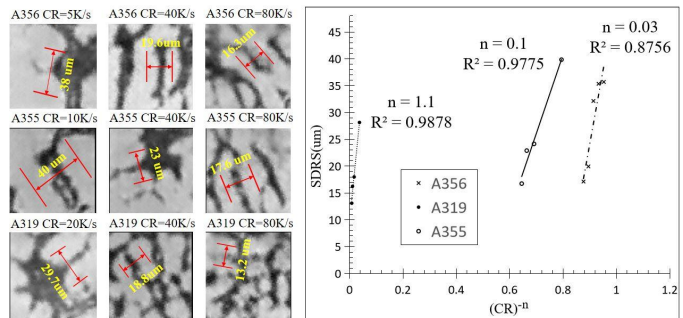 A356 CR=5K/s A356 CR=40K/s A356 CR=80K/s
38 um
19.6um
16.3um
A355 CR=10K/s A355 CR=40K/s A355 CR=80K/s
40 um
23 um
17.6 um
A319 CR=20K/s A319 CR=40K/s A319 CR=80K/s
29.7um
18.8um
13.2 um
SDRS(um)
50
45
40
35
30
25
20
15
10
5
0
n = 1.1
R² = 0.9878
n = 0.1
R² = 0.9775
n = 0.03
R² = 0.8756
A356
A319
A355
0 0.2 0.4 0.6 0.8 1 1.2
(CR)⁻ⁿ